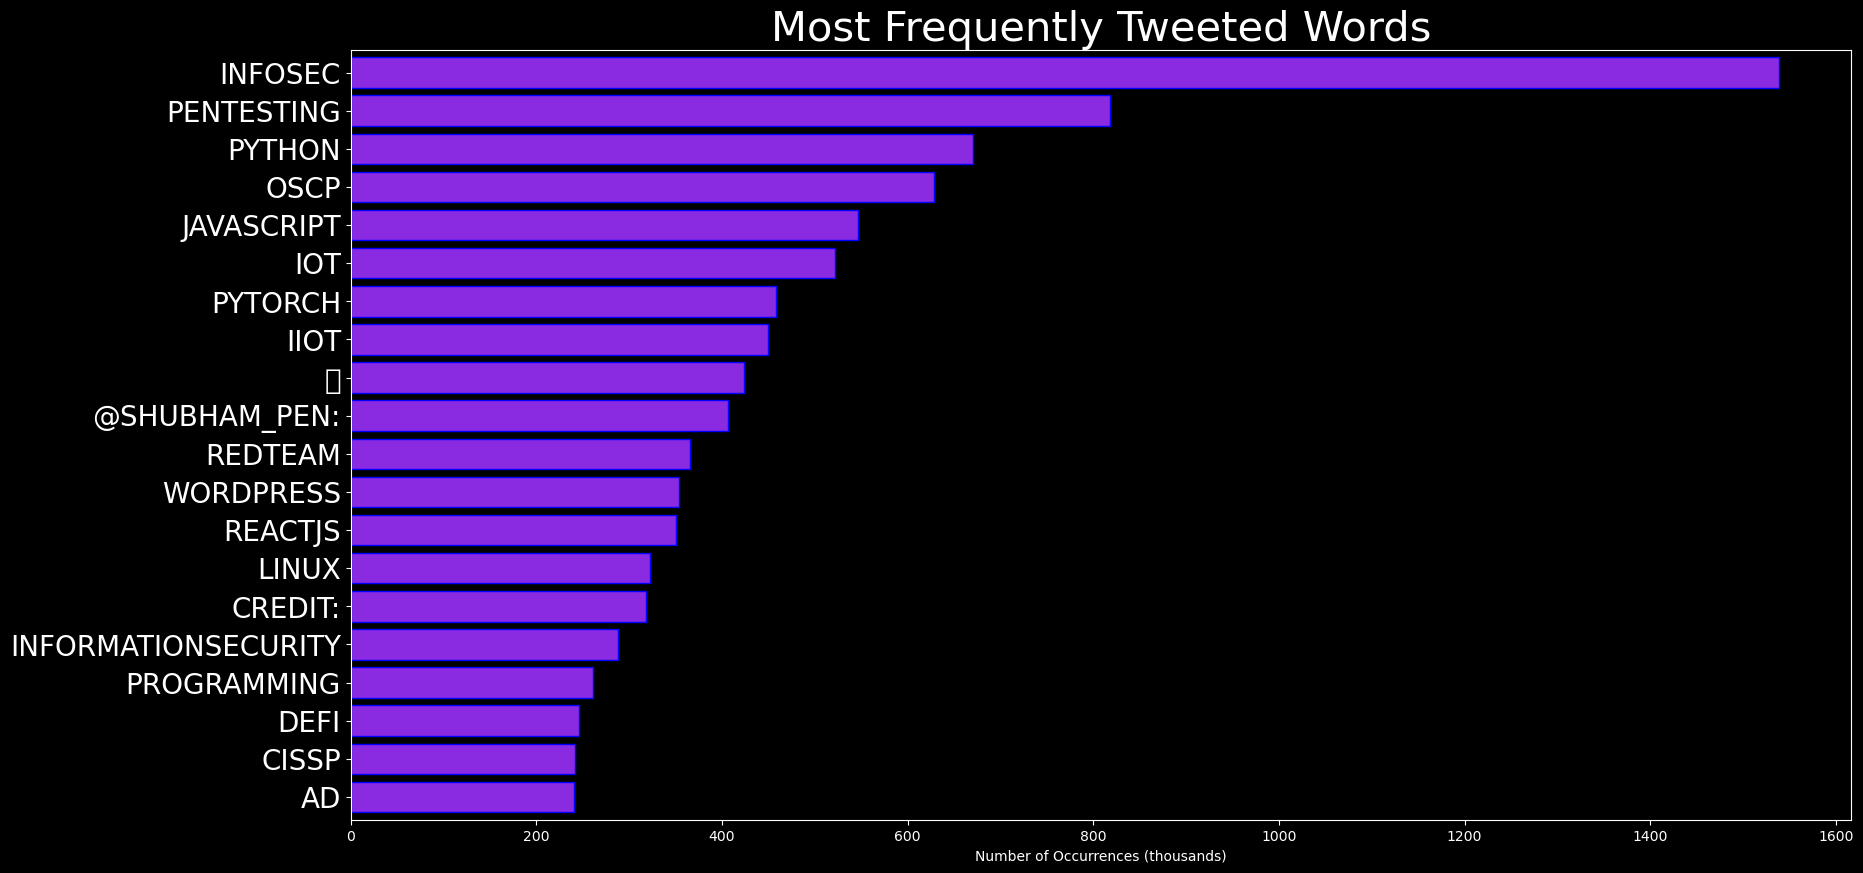 Most Frequently Tweeted Words
INFOSEC
PENTESTING
PYTHON
OSCP
JAVASCRIPT
IOT
PYTORCH
IIOT
@SHUBHAM_PEN:
REDTEAM
WORDPRESS
REACTJS
LINUX
CREDIT:
INFORMATIONSECURITY
PROGRAMMING
DEFI
CISSP
AD
0 200 400 600 800 1000 1200 1400 1600
Number of Occurrences (thousands)